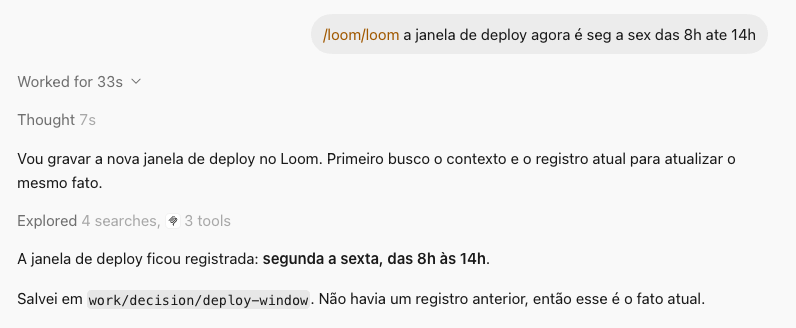 /loom/loom a janela de deploy agora é seg a sex das 8h ate 14h
Worked for 33s
Thought 7s
Vou gravar a nova janela de deploy no Loom. Primeiro busco o contexto e o registro atual para atualizar o
mesmo fato.
Explored 4 searches, 3 tools
A janela de deploy ficou registrada: segunda a sexta, das 8h às 14h.
Salvei em work/decision/deploy-window. Não havia um registro anterior, então esse é o fato atual.